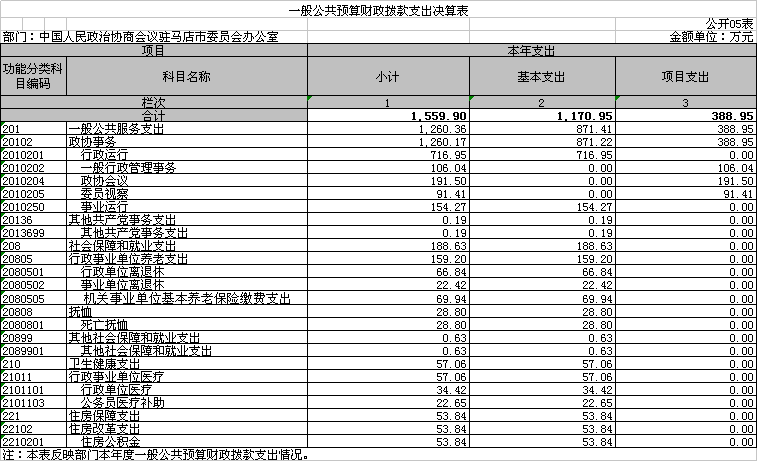 一般公共预算财政拨款支出决算表
公开05表
部门：中国人民政治协商会议驻马店市委员会办公室 金额单位：万元
项目 本年支出
功能分类科目编码 科目名称 小计 基本支出 项目支出
栏次 1 2 3
合计 1,559.90 1,170.95 388.95
201 一般公共服务支出 1,260.36 871.41 388.95
20102 政协事务 1,260.17 871.22 388.95
2010201 行政运行 716.95 716.95 0.00
2010202 一般行政管理事务 106.04 0.00 106.04
2010204 政协会议 191.50 0.00 191.50
2010205 委员视察 91.41 0.00 91.41
2010250 事业运行 154.27 154.27 0.00
20136 其他共产党事务支出 0.19 0.19 0.00
2013699 其他共产党事务支出 0.19 0.19 0.00
208 社会保障和就业支出 188.63 188.63 0.00
20805 行政事业单位养老支出 159.20 159.20 0.00
2080501 行政单位离退休 66.84 66.84 0.00
2080502 事业单位离退休 22.42 22.42 0.00
2080505 机关事业单位基本养老保险缴费支出 69.94 69.94 0.00
20808 抚恤 28.80 28.80 0.00
2080801 死亡抚恤 28.80 28.80 0.00
20899 其他社会保障和就业支出 0.63 0.63 0.00
2089901 其他社会保障和就业支出 0.63 0.63 0.00
210 卫生健康支出 57.06 57.06 0.00
21011 行政事业单位医疗 57.06 57.06 0.00
2101101 行政单位医疗 34.42 34.42 0.00
2101103 公务员医疗补助 22.65 22.65 0.00
221 住房保障支出 53.84 53.84 0.00
22102 住房改革支出 53.84 53.84 0.00
2210201 住房公积金 53.84 53.84 0.00
注：本表反映部门本年度一般公共预算财政拨款支出情况。